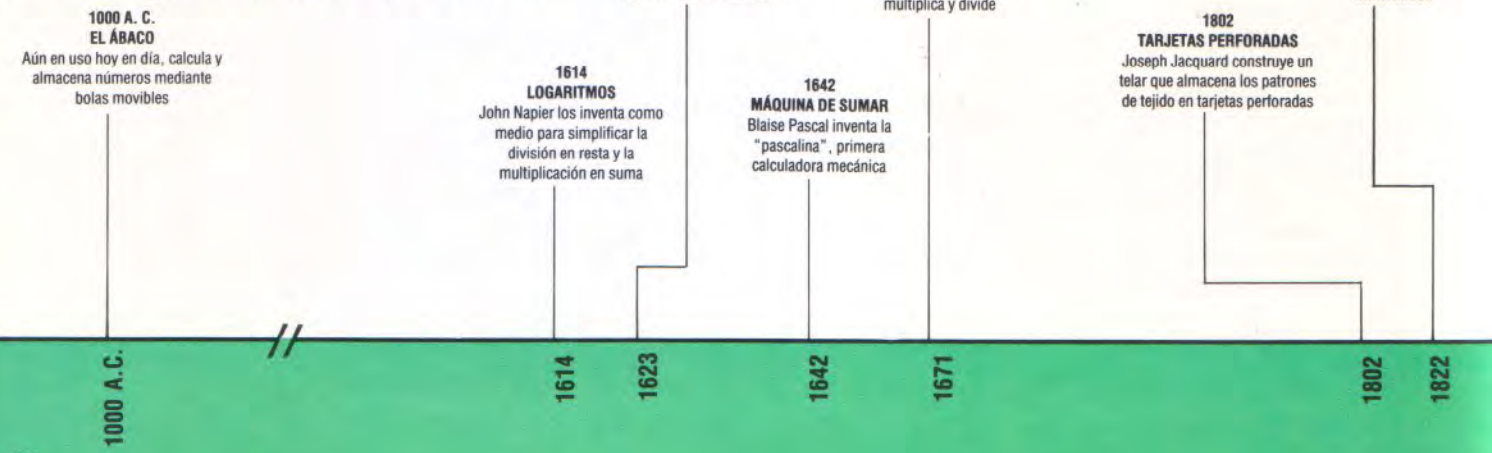 multiplica y divide
1000 A. C.
EL ÁBACO
Aún en uso hoy en día, calcula y
almacena números mediante
bolas movibles
1614
LOGARITMOS
John Napier los inventa como
medio para simplificar la
división en resta y la
multiplicación en suma
1642
MÁQUINA DE SUMAR
Blaise Pascal inventa la
"pascalina", primera
calculadora mecánica
1802
TARJETAS PERFORADAS
Joseph Jacquard construye un
telar que almacena los patrones
de tejido en tarjetas perforadas
1000 A.C.
1614
1623
1642
1671
1802
1822